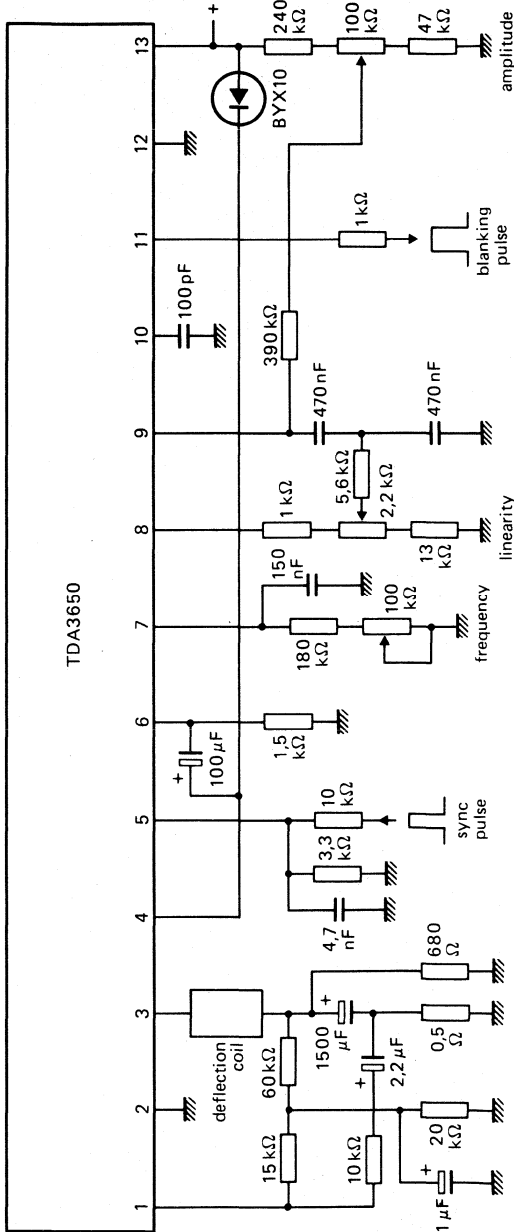 TDA3650
1
2
3
4
5
6
7
8
9
10
11
12
13
+
240
kΩ
100
kΩ
47
kΩ
amplitude
BYX10
1 kΩ
blanking
pulse
100 pF
390 kΩ
470 nF
470 nF
5,6 kΩ
2,2 kΩ
1 kΩ
13
kΩ
linearity
150
nF
180
kΩ
100
kΩ
frequency
+
100 µF
1,5
kΩ
10
kΩ
3,3
kΩ
4,7
nF
sync
pulse
deflection
coil
60 kΩ
15 kΩ
+
1500
µF
680
Ω
+
2,2 µF
0,5
Ω
10 kΩ
20
kΩ
+
1 µF